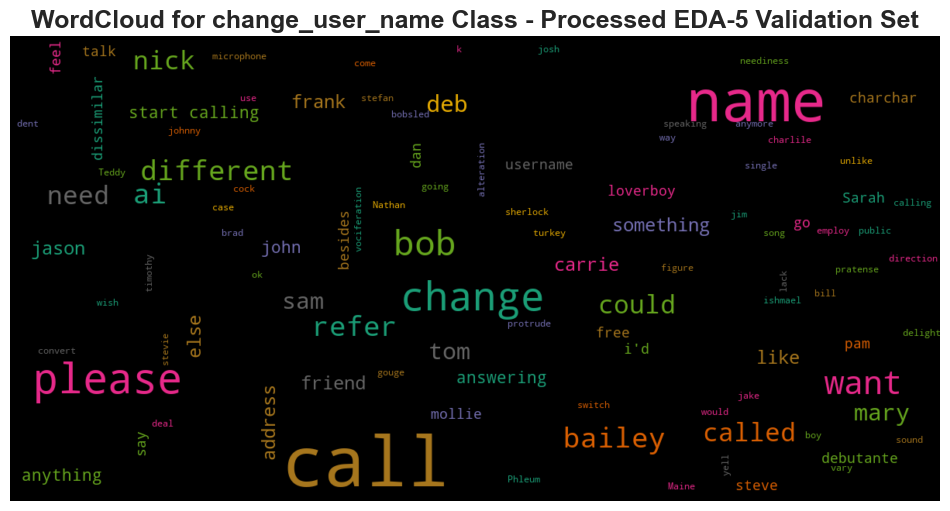 WordCloud for change_user_name Class - Processed EDA-5 Validation Set
feel
talk
nick
microphone
come
k
josh
neediness
name
charchar
dissimilar
use
start calling
frank
stefan
bobsled
deb
dent
johnny
speaking
anymore
way
charlile
Teddy
different
dan
alteration
username
single
unlike
need
ai
cock
case
vociferation
Nathan
going
sherlock
loverboy
Sarah
calling
brad
besides
turkey
something
jim
song
go
employ
public
jason
timothy
john
ok
bob
carrie
figure
lack
pratense
direction
wish
sam
change
could
ishmael
bill
refer
protrude
free
i'd
delight
convert
stevie
else
tom
like
pam
please
friend
gouge
answering
want
deal
address
mollie
switch
would
jake
mary
say
call
bailey
called
boy
sound
anything
Phleum
Maine
yell
steve
debutante
vary